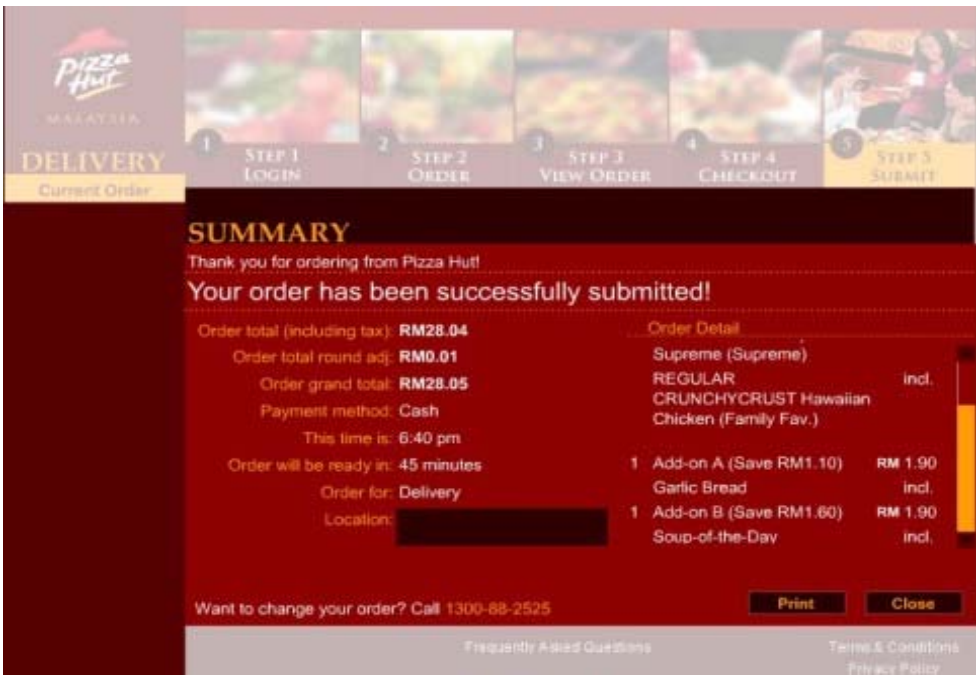 Pizza
Hut
MALAYSIA
DELIVERY
Current Order
1 STEP 1
LOGIN
2 STEP 2
ORDER
3 STEP 3
VIEW ORDER
4 STEP 4
CHECKOUT
5 STEP 5
SUBMIT
SUMMARY
Thank you for ordering from Pizza Hut!
Your order has been successfully submitted!
Order total (including tax): RM28.04
Order total round adj: RM0.01
Order grand total: RM28.05
Payment method: Cash
This time is: 6:40 pm
Order will be ready in: 45 minutes
Order for: Delivery
Location:
Order Detail
Supreme (Supreme)
REGULAR incl.
CRUNCHYCRUST Hawaiian
Chicken (Family Fav.)
1 Add-on A (Save RM1.10) RM 1.90
Garlic Bread incl.
1 Add-on B (Save RM1.60) RM 1.90
Soup-of-the-Day incl.
Want to change your order? Call 1300-88-2525
Print
Close
Frequently Asked Questions
Terms & Conditions
Privacy Policy